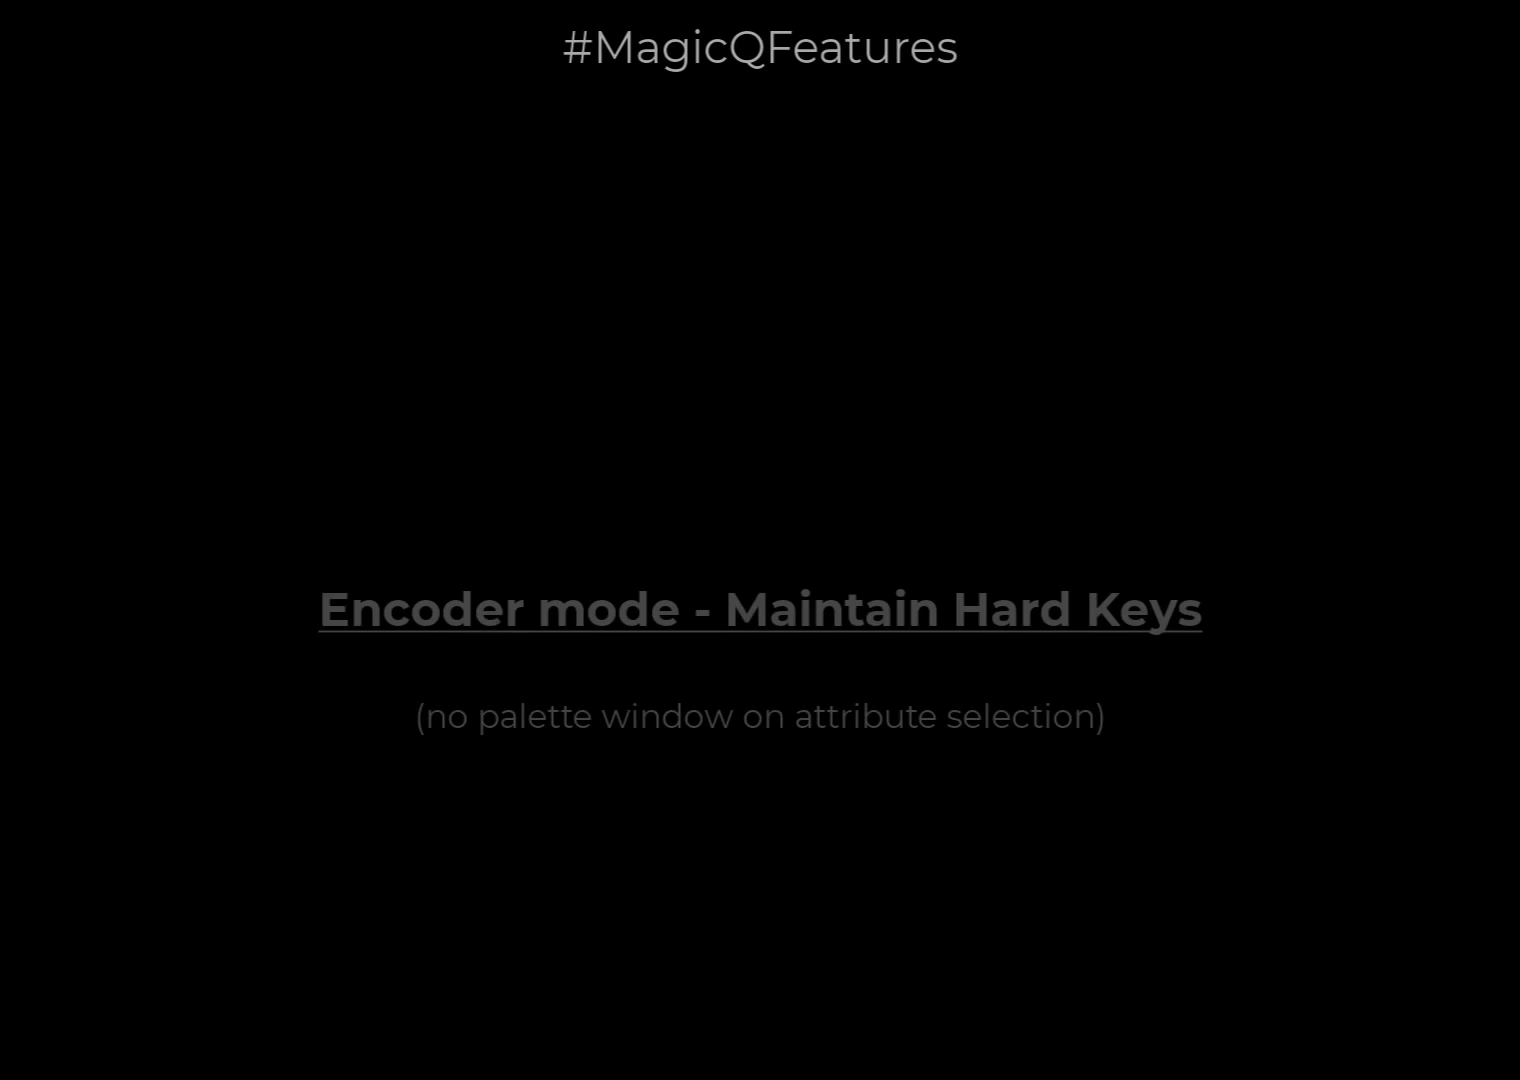 #MagicQFeatures
Encoder mode - Maintain Hard Keys
(no palette window on attribute selection)